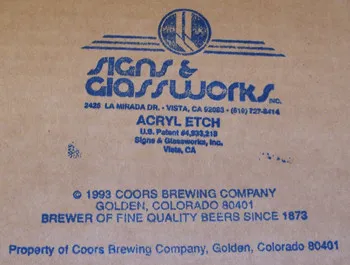 SIGNS &
GLASSWORKS INC.
2425 LA MIRADA DR. - VISTA, CA 92083 - (619) 727-8414
ACRYL ETCH
U.S. Patent #4,933,218
Signs & Glassworks, Inc.
Vista, CA
© 1993 COORS BREWING COMPANY
GOLDEN, COLORADO 80401
BREWER OF FINE QUALITY BEERS SINCE 1873
Property of Coors Brewing Company, Golden, Colorado 80401